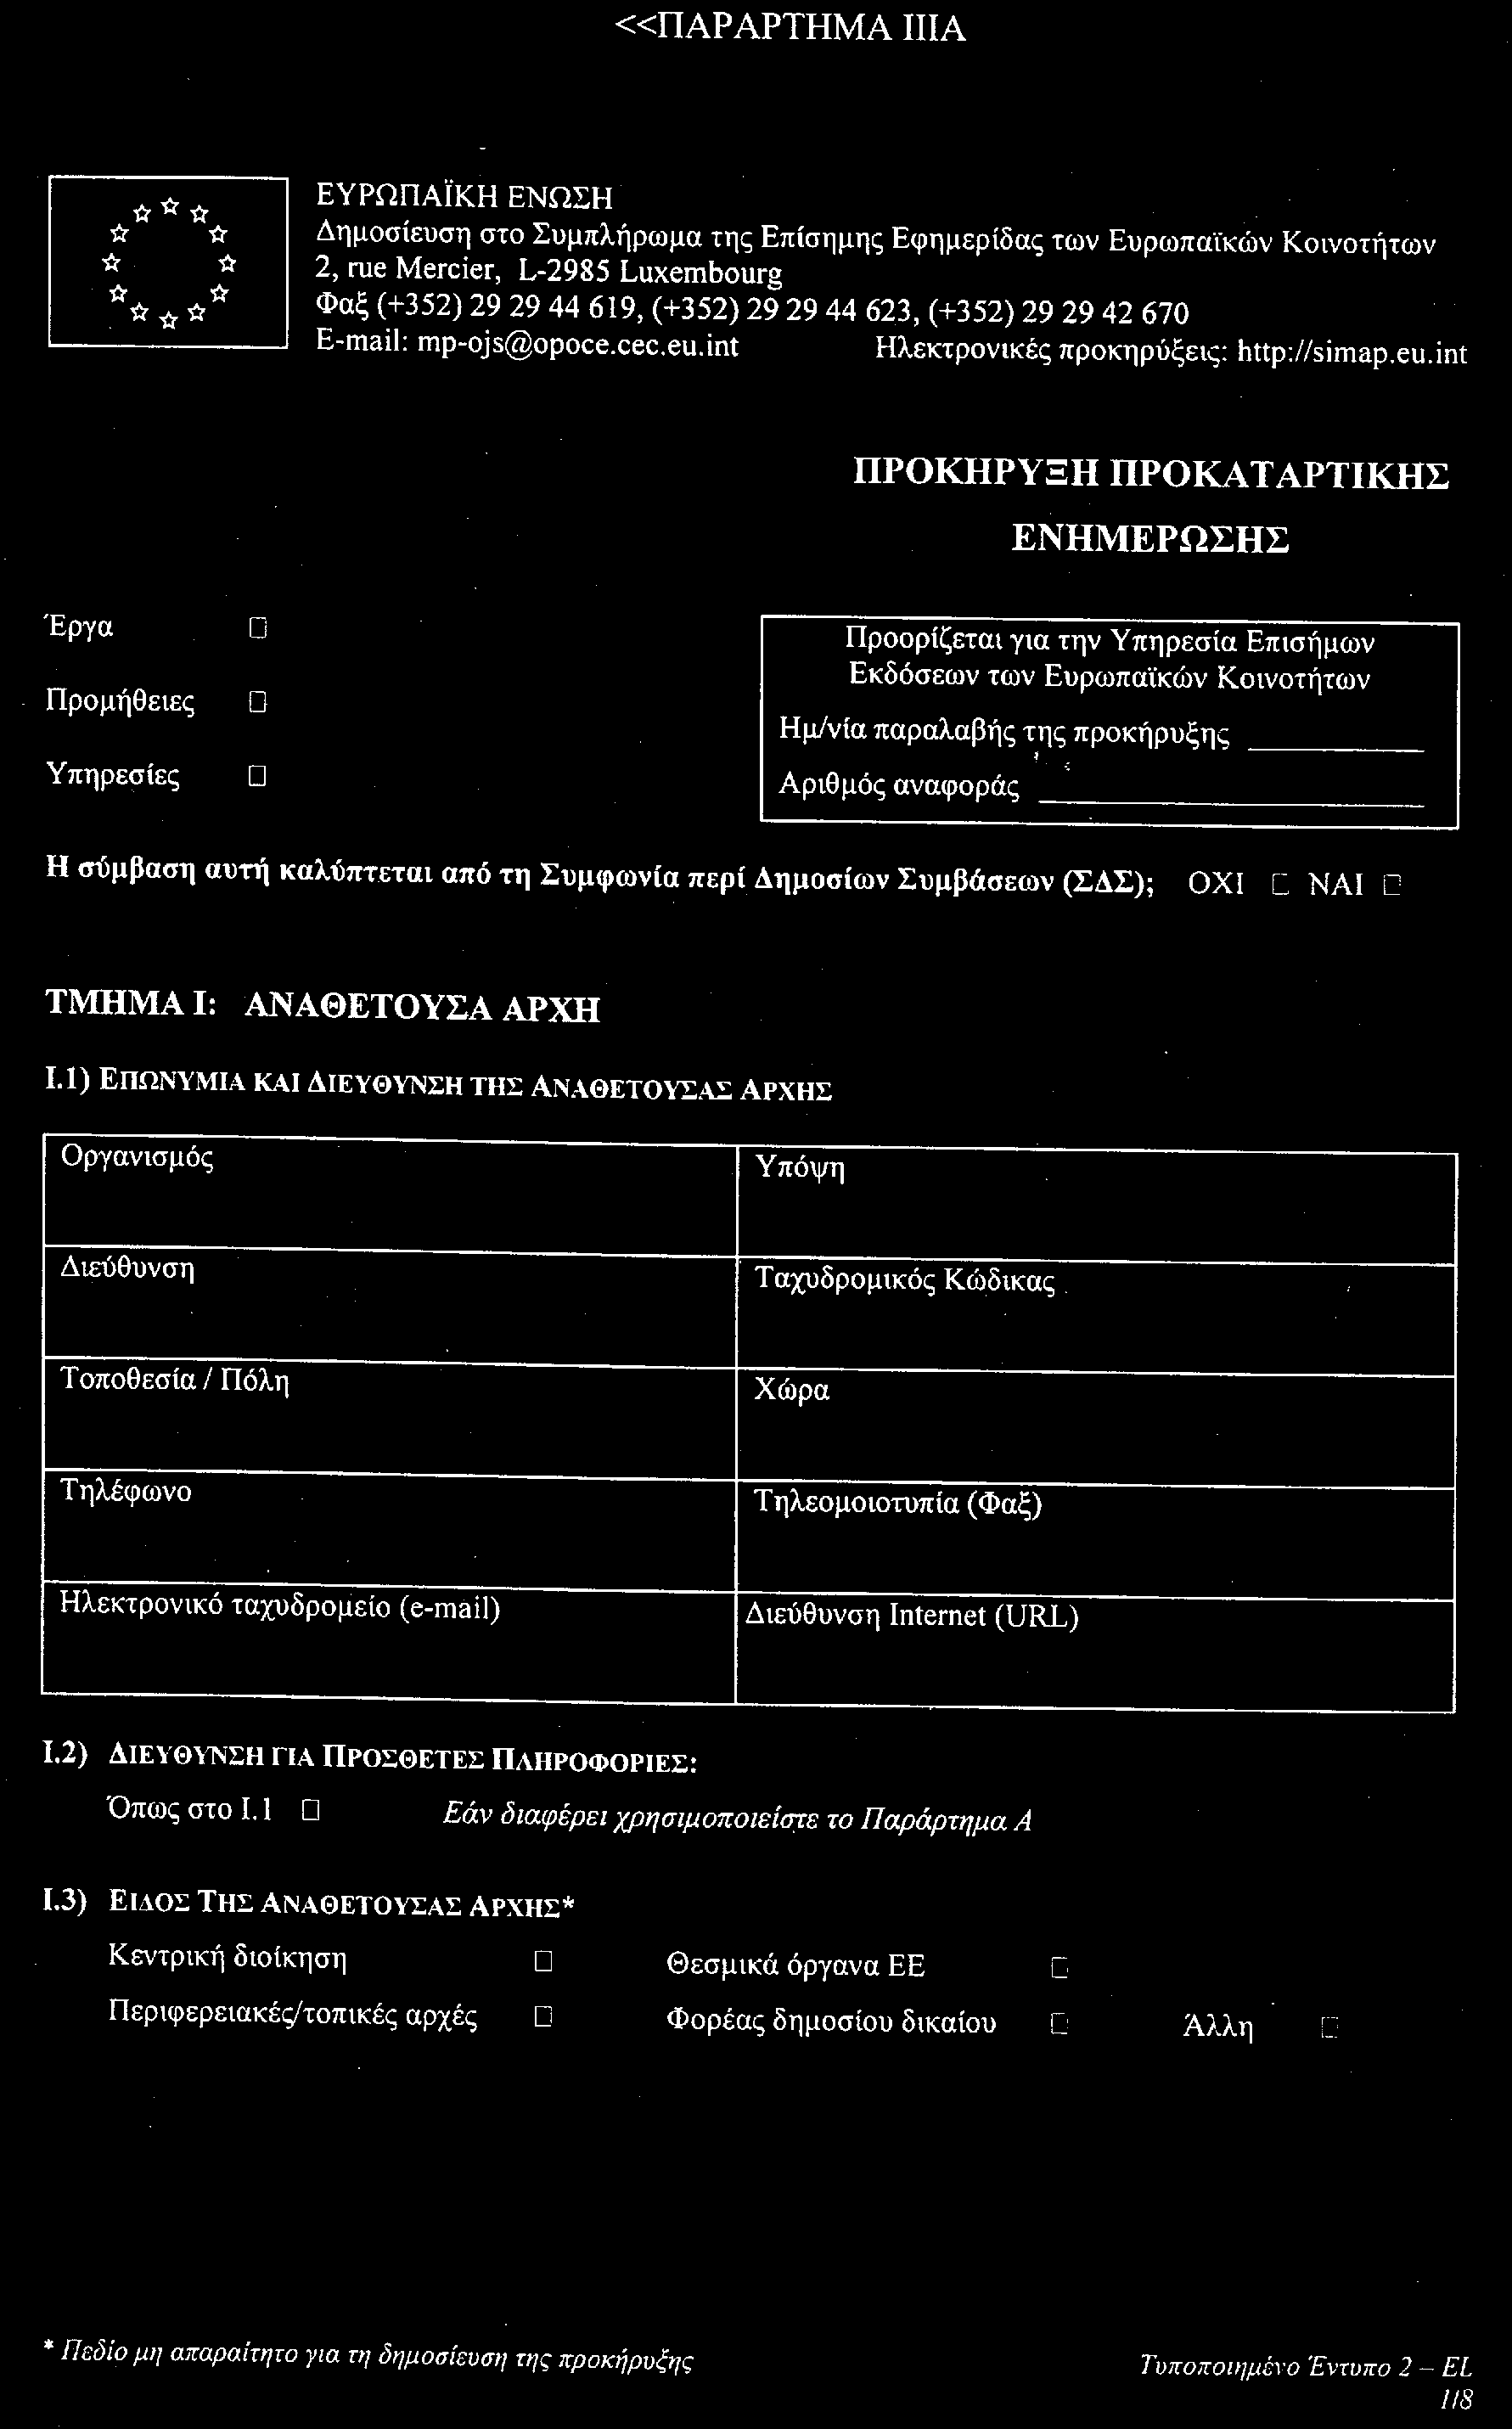 <<ΠΑΡΑΡΤΗΜΑ ΙΙΙΑ
ΕΥΡΩΠΑΪΚΗ ΕΝΩΣΗ
Δημοσίευση στο Συμπλήρωμα της Επίσημης Εφημερίδας των Ευρωπαϊκών Κοινοτήτων
2, rue Mercier, L-2985 Luxembourg
Φαξ (+352) 29 29 44 619, (+352) 29 29 44 623, (+352) 29 29 42 670
E-mail: mp-ojs@opoce.cec.eu.int Ηλεκτρονικές προκηρύξεις: http://simap.eu.int
ΠΡΟΚΗΡΥΞΗ ΠΡΟΚΑΤΑΡΤΙΚΗΣ
ΕΝΗΜΕΡΩΣΗΣ
Έργα □
Προμήθειες □
Υπηρεσίες □
Προορίζεται για την Υπηρεσία Επισήμων
Εκδόσεων των Ευρωπαϊκών Κοινοτήτων
Ημ/νία παραλαβής της προκήρυξης ____________
Αριθμός αναφοράς ____________
Η σύμβαση αυτή καλύπτεται από τη Συμφωνία περί Δημοσίων Συμβάσεων (ΣΔΣ); ΟΧΙ □ ΝΑΙ □
ΤΜΗΜΑ Ι: ΑΝΑΘΕΤΟΥΣΑ ΑΡΧΗ
Ι.1) ΕΠΩΝΥΜΙΑ ΚΑΙ ΔΙΕΥΘΥΝΣΗ ΤΗΣ ΑΝΑΘΕΤΟΥΣΑΣ ΑΡΧΗΣ
Οργανισμός Υπόψη
Διεύθυνση Ταχυδρομικός Κώδικας
Τοποθεσία / Πόλη Χώρα
Τηλέφωνο Τηλεομοιοτυπία (Φαξ)
Ηλεκτρονικό ταχυδρομείο (e-mail) Διεύθυνση Internet (URL)
Ι.2) ΔΙΕΥΘΥΝΣΗ ΓΙΑ ΠΡΟΣΘΕΤΕΣ ΠΛΗΡΟΦΟΡΙΕΣ:
Όπως στο Ι.1 □ Εάν διαφέρει χρησιμοποιείστε το Παράρτημα Α
Ι.3) ΕΙΔΟΣ ΤΗΣ ΑΝΑΘΕΤΟΥΣΑΣ ΑΡΧΗΣ*
Κεντρική διοίκηση □ Θεσμικά όργανα ΕΕ □
Περιφερειακές/τοπικές αρχές □ Φορέας δημοσίου δικαίου □ Άλλη □
* Πεδίο μη απαραίτητο για τη δημοσίευση της προκήρυξης
Τυποποιημένο Έντυπο 2 – EL
1/8